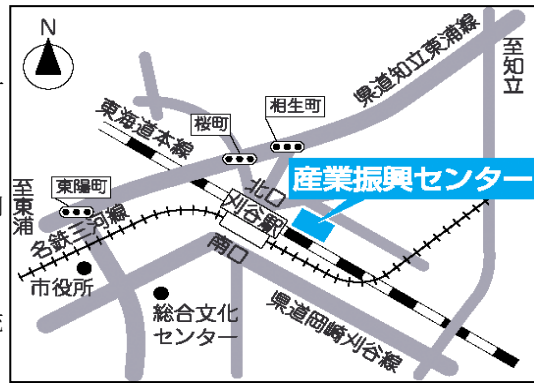 N
至知立
県道知立東浦線
相生町
桜町
東海道本線
産業振興センター
北口
刈谷駅
南口
東陽町
至東浦
名鉄三河線
市役所
総合文化
センター
県道岡崎刈谷線